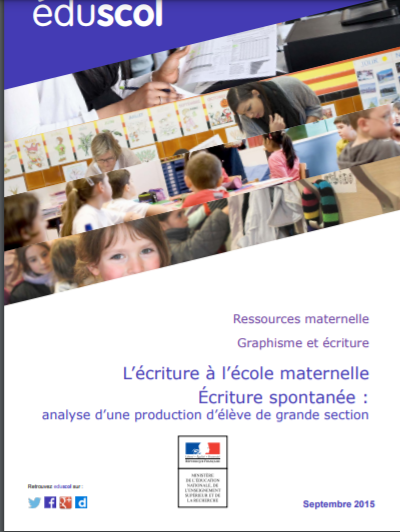 éduscol
Ressources maternelle
Graphisme et écriture
L'écriture à l'école maternelle
Écriture spontanée :
analyse d'une production d'élève de grande section
MINISTÈRE
DE L'ÉDUCATION
NATIONALE, DE
L'ENSEIGNEMENT
SUPÉRIEUR ET DE
LA RECHERCHE
Retrouvez eduscol sur :
Septembre 2015